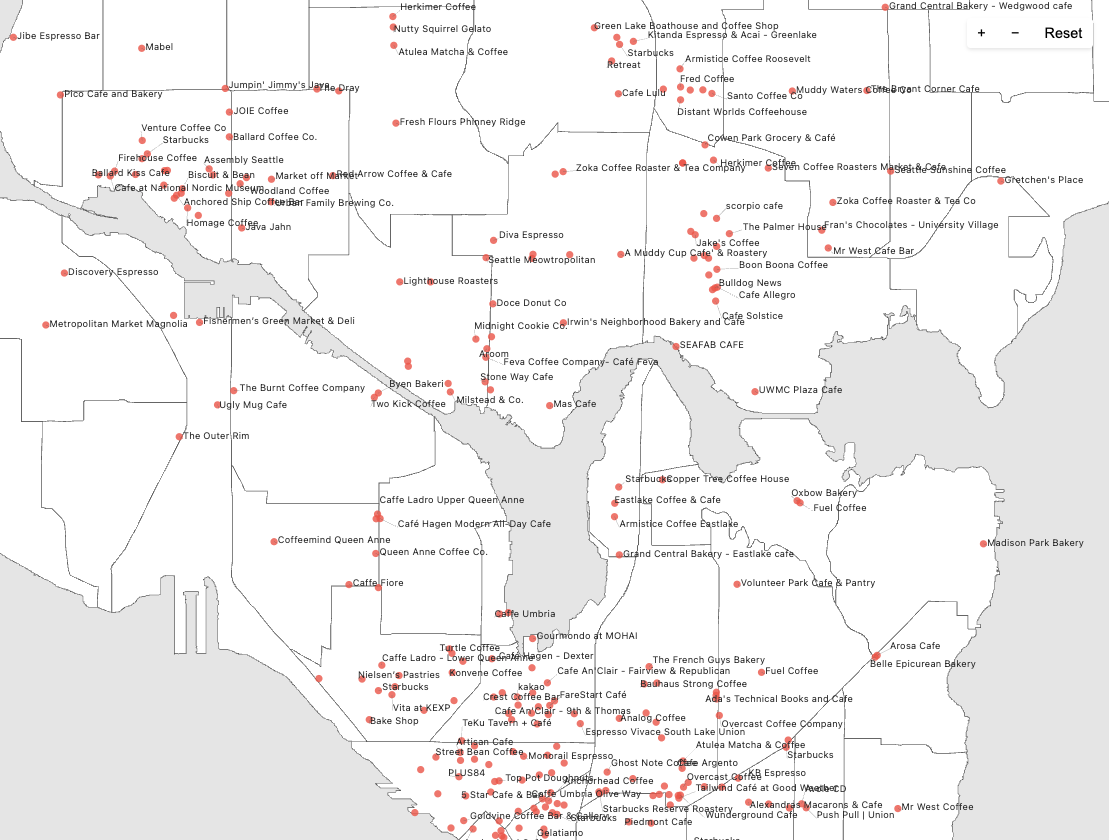 Herkimer Coffee
Grand Central Bakery - Wedgwood cafe
Nutty Squirrel Gelato
Green Lake Boathouse and Coffee Shop
Kitanda Espresso & Acai - Greenlake
+
−
Reset
Jibe Espresso Bar
Mabel
Atulea Matcha & Coffee
Starbucks
Retreat
Armistice Coffee Roosevelt
Fred Coffee
Jumpin' Jimmy's Java
The Dray
Pico Cafe and Bakery
Cafe Lulu
Santo Coffee Co
Muddy Waters Coffee Co
The Bryant Corner Cafe
JOIE Coffee
Distant Worlds Coffeehouse
Fresh Flours Phinney Ridge
Venture Coffee Co
Starbucks
Ballard Coffee Co.
Cowen Park Grocery & Café
Firehouse Coffee
Assembly Seattle
Herkimer Coffee
Zoka Coffee Roaster & Tea Company
Seven Coffee Roasters Market & Cafe
Seattle Sunshine Coffee
Ballard Kiss Cafe
Biscuit & Bean
Market off Market
Red Arrow Coffee & Cafe
Gretchen's Place
Cafe at National Nordic Museum
Woodland Coffee
Anchored Ship Coffee Bar
Urban Family Brewing Co.
Zoka Coffee Roaster & Tea Co
scorpio cafe
Homage Coffee
Java Jahn
The Palmer House
Fran's Chocolates - University Village
Diva Espresso
Jake's Coffee
Mr West Cafe Bar
Seattle Meowtropolitan
A Muddy Cup Cafe' & Roastery
Boon Boona Coffee
Discovery Espresso
Lighthouse Roasters
Bulldog News
Cafe Allegro
Doce Donut Co
Cafe Solstice
Metropolitan Market Magnolia
Fishermen's Green Market & Deli
Midnight Cookie Co.
Irwin's Neighborhood Bakery and Cafe
SEAFAB CAFE
Aroom
Feva Coffee Company- Café Feva
Stone Way Cafe
The Burnt Coffee Company
Byen Bakeri
UWMC Plaza Cafe
Ugly Mug Cafe
Two Kick Coffee
Milstead & Co.
Mas Cafe
The Outer Rim
Starbucks
Copper Tree Coffee House
Caffe Ladro Upper Queen Anne
Eastlake Coffee & Cafe
Oxbow Bakery
Fuel Coffee
Café Hagen Modern All-Day Cafe
Armistice Coffee Eastlake
Coffeemind Queen Anne
Queen Anne Coffee Co.
Grand Central Bakery - Eastlake cafe
Madison Park Bakery
Caffe Fiore
Volunteer Park Cafe & Pantry
Caffe Umbria
Gourmondo at MOHAI
Turtle Coffee
Caffe Ladro - Lower Queen Anne
Café Hagen - Dexter
Arosa Cafe
The French Guys Bakery
Belle Epicurean Bakery
Nielsen's Pastries
Konvene Coffee
Cafe An'Clair - Fairview & Republican
Fuel Coffee
Starbucks
kakao
Bauhaus Strong Coffee
Crest Coffee Bar
FareStart Café
Ada's Technical Books and Cafe
Vita at KEXP
Cafe An'Clair - 9th & Thomas
Bake Shop
TeKu Tavern + Café
Analog Coffee
Overcast Coffee Company
Espresso Vivace South Lake Union
Artisan Cafe
Atulea Matcha & Coffee
Street Bean Coffee
Monorail Espresso
Starbucks
Ghost Note Coffee
Cafe Argento
PLUS84
Top Pot Doughnuts
Anchorhead Coffee
Overcast Coffee
KB Espresso
Tailwind Café at Good Weather
Avole CD
5 Star Cafe & Bar
Caffe Umbria Olive Way
Alexandras Macarons & Cafe
Mr West Coffee
Starbucks Reserve Roastery
Goldvine Coffee Bar & Gallery
Starbucks
Wunderground Cafe
Push Pull | Union
Piedmont Cafe
Gelatiamo
Starbucks